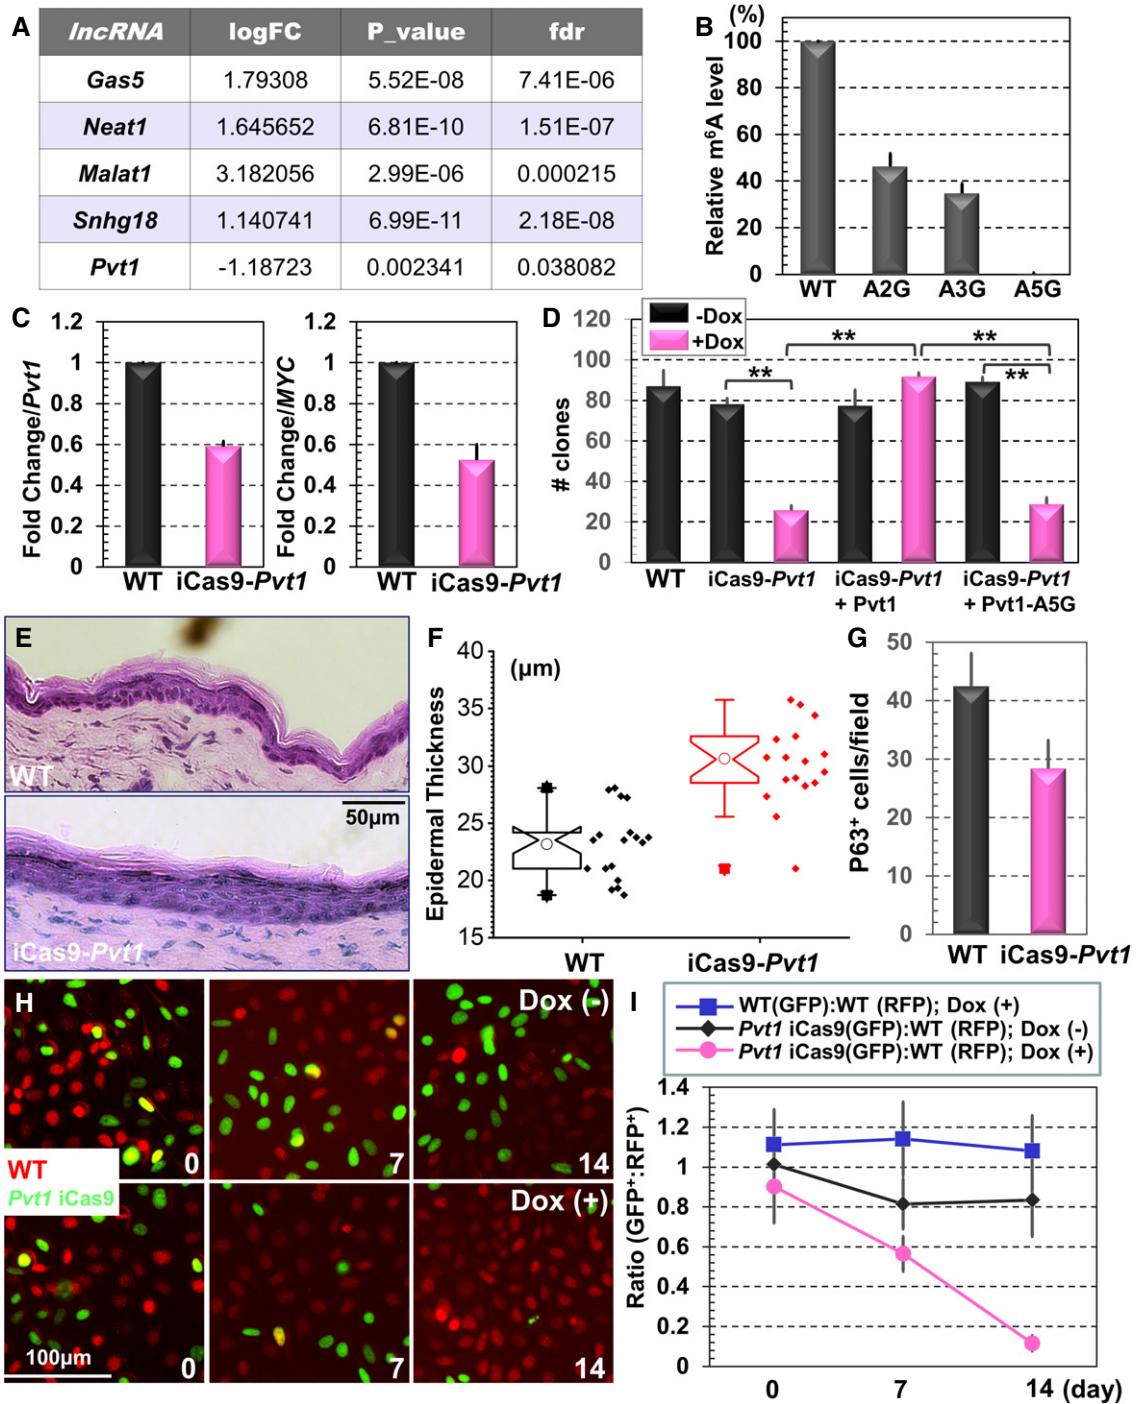 A
lncRNA logFC P_value fdr
Gas5 1.79308 5.52E-08 7.41E-06
Neat1 1.645652 6.81E-10 1.51E-07
Malat1 3.182056 2.99E-06 0.000215
Snhg18 1.140741 6.99E-11 2.18E-08
Pvt1 -1.18723 0.002341 0.038082
B
(%)
Relative m⁶A level
100
80
60
40
20
0
WT A2G A3G A5G
C
Fold Change/Pvt1
1.2
1
0.8
0.6
0.4
0.2
0
WT iCas9-Pvt1
Fold Change/MYC
1.2
1
0.8
0.6
0.4
0.2
0
WT iCas9-Pvt1
D
-Dox
+Dox
# clones
120
100
80
60
40
20
0
**
**
**
**
WT iCas9-Pvt1 iCas9-Pvt1 iCas9-Pvt1
+ Pvt1 + Pvt1-A5G
E
WT
50µm
iCas9-Pvt1
F
(µm)
Epidermal Thickness
40
35
30
25
20
15
WT iCas9-Pvt1
G
P63⁺ cells/field
50
40
30
20
10
0
WT iCas9-Pvt1
H
Dox (-)
0
7
14
WT
Pvt1 iCas9
Dox (+)
100µm
0
7
14
I
WT(GFP):WT (RFP); Dox (+)
Pvt1 iCas9(GFP):WT (RFP); Dox (-)
Pvt1 iCas9(GFP):WT (RFP); Dox (+)
Ratio (GFP⁺:RFP⁺)
1.4
1.2
1
0.8
0.6
0.4
0.2
0
0 7 14 (day)